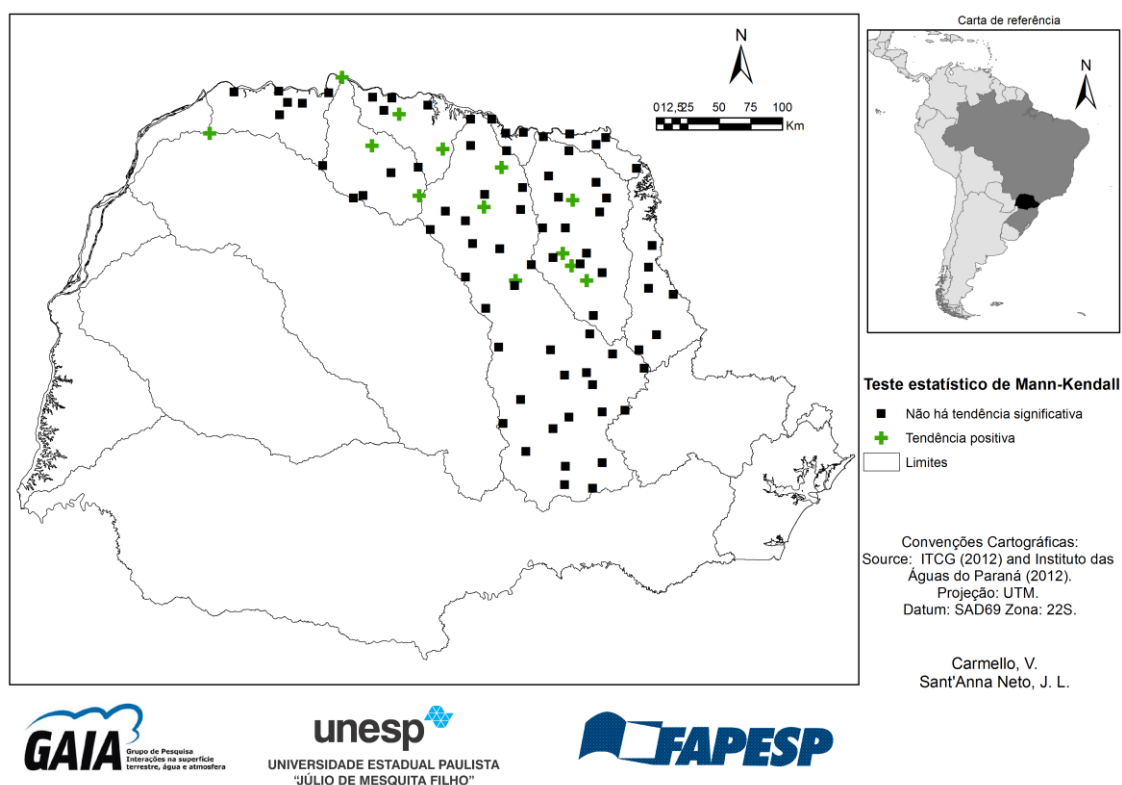 Carta de referência
N
N
0 12,5 25 50 75 100
Km
Teste estatístico de Mann-Kendall
Não há tendência significativa
Tendência positiva
Limites
Convenções Cartográficas:
Source: ITCG (2012) and Instituto das
Águas do Paraná (2012).
Projeção: UTM.
Datum: SAD69 Zona: 22S.
Carmello, V.
Sant'Anna Neto, J. L.
GAIA
Grupo de Pesquisa
Interações na superfície
terrestre, água e atmosfera
unesp
UNIVERSIDADE ESTADUAL PAULISTA
"JÚLIO DE MESQUITA FILHO"
FAPESP